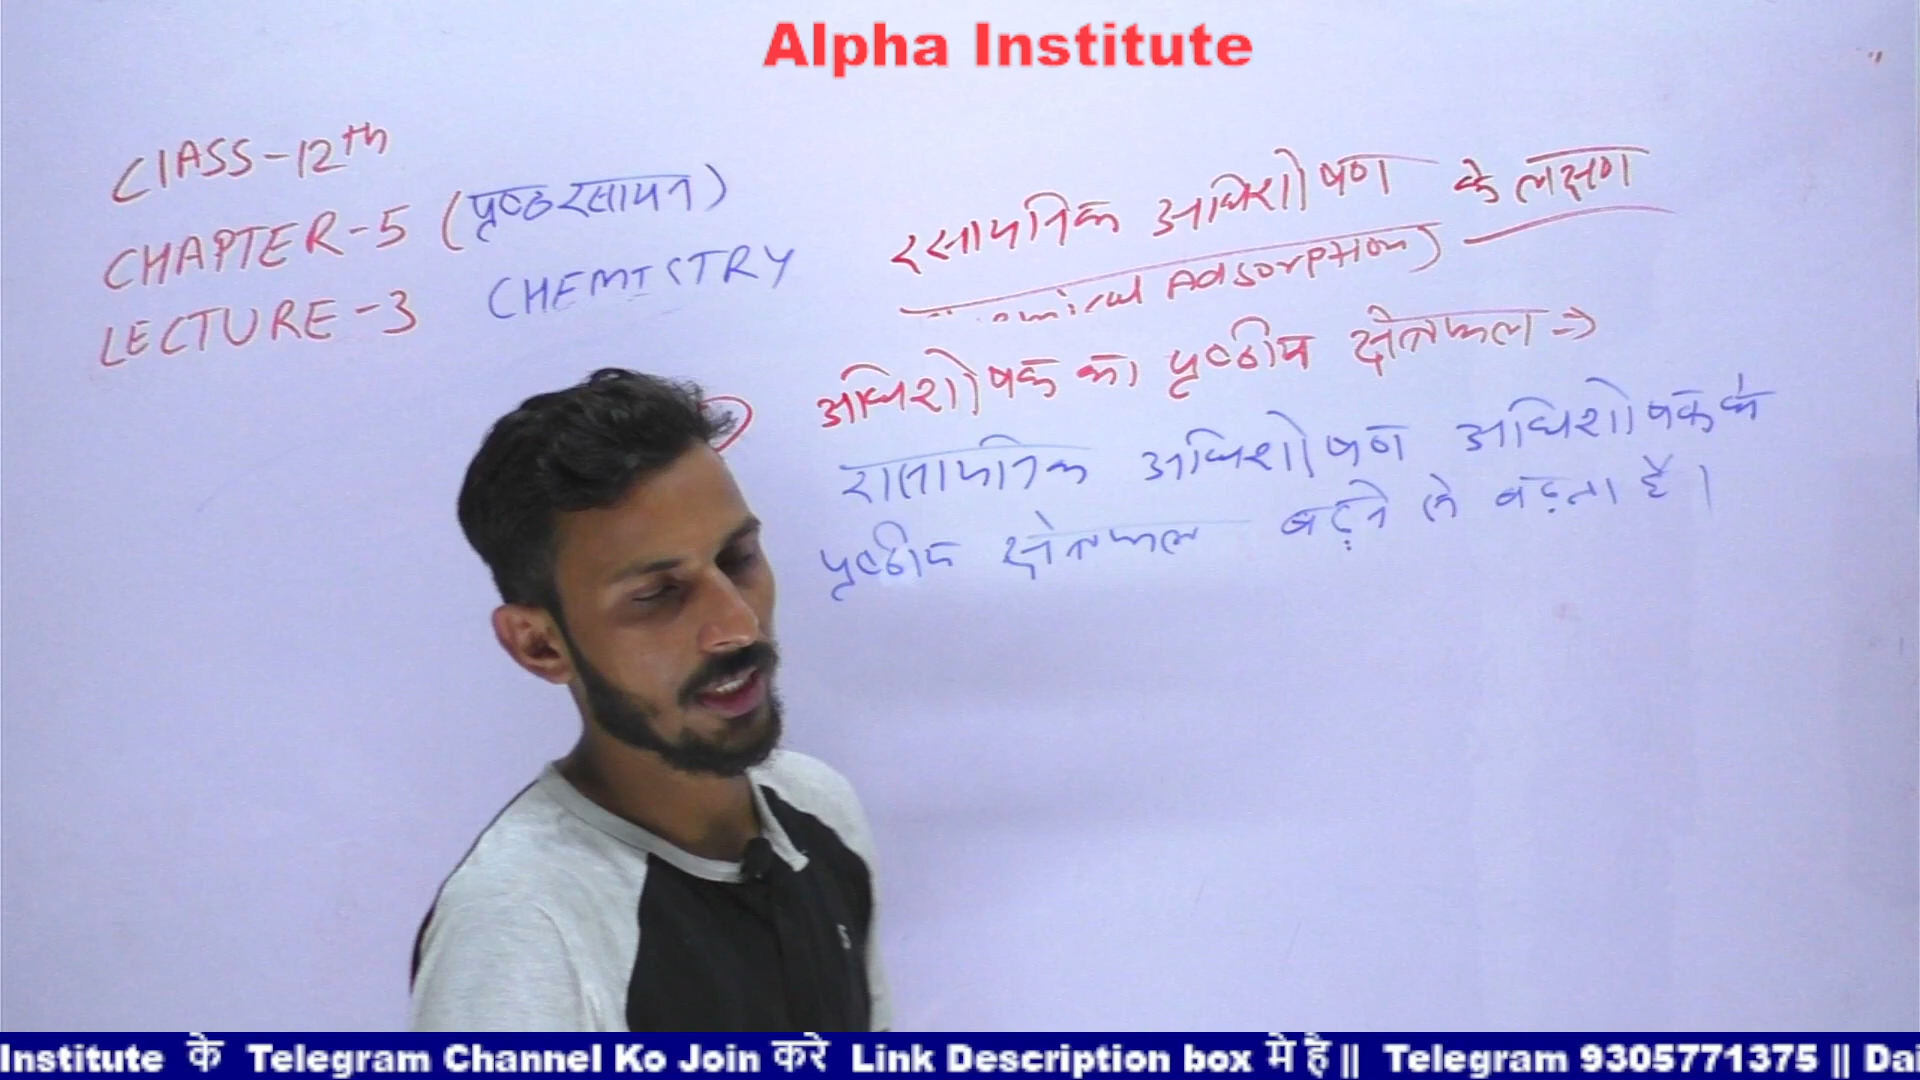 Alpha Institute
CLASS-12th
CHAPTER-5 (पृष्ठ रसायन)
LECTURE-3 CHEMISTRY
रसायनिक अधिशोषण के लक्षण
Adsorption)
अधिशोषक का पृष्ठीय क्षेत्रफल ⇒
रासायनिक अधिशोषण अधिशोषक के
पृष्ठीय क्षेत्रफल बढ़ने से बढ़ता है।
Institute के Telegram Channel Ko Join करे Link Description box मे है || Telegram 9305771375 || Dai